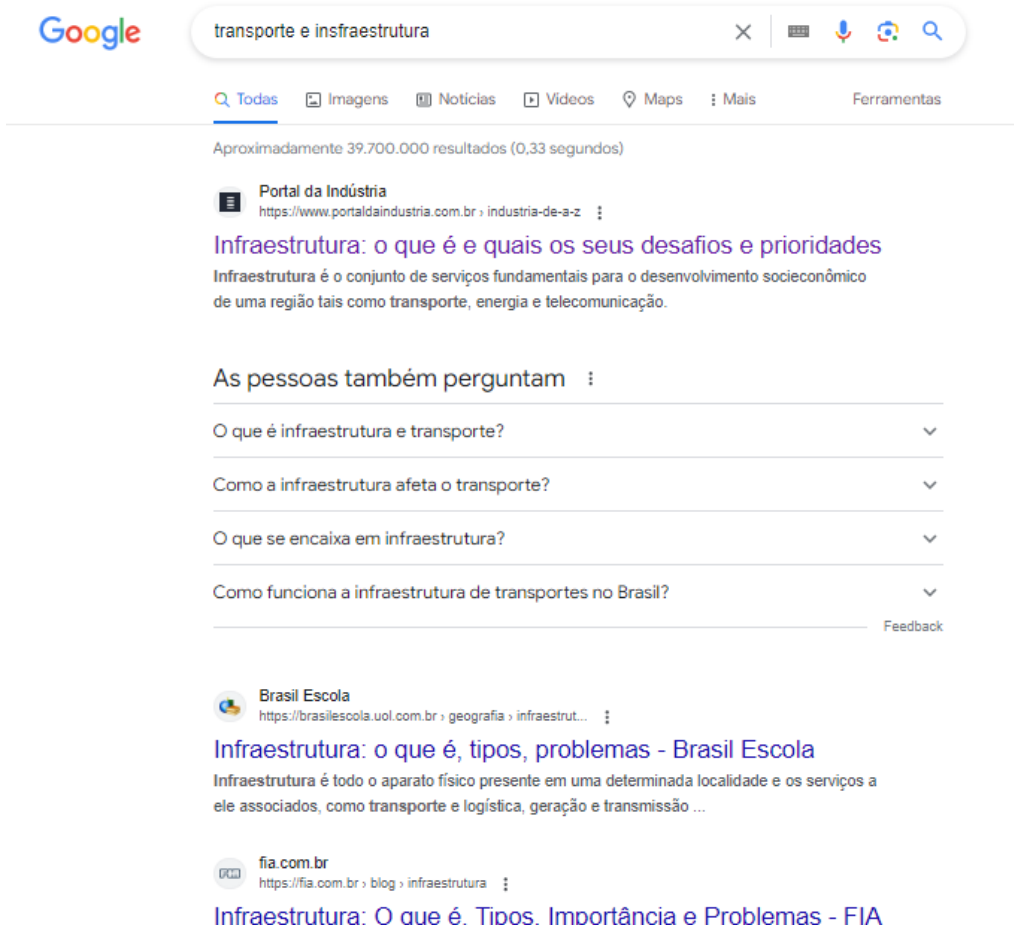 Google
transporte e insfraestrutura
Todas Imagens Notícias Vídeos Maps Mais Ferramentas
Aproximadamente 39.700.000 resultados (0,33 segundos)
Portal da Indústria
https://www.portaldaindustria.com.br › industria-de-a-z
Infraestrutura: o que é e quais os seus desafios e prioridades
Infraestrutura é o conjunto de serviços fundamentais para o desenvolvimento socieconômico
de uma região tais como transporte, energia e telecomunicação.
As pessoas também perguntam
O que é infraestrutura e transporte?
Como a infraestrutura afeta o transporte?
O que se encaixa em infraestrutura?
Como funciona a infraestrutura de transportes no Brasil?
Feedback
Brasil Escola
https://brasilescola.uol.com.br › geografia › infraestrut...
Infraestrutura: o que é, tipos, problemas - Brasil Escola
Infraestrutura é todo o aparato físico presente em uma determinada localidade e os serviços a
ele associados, como transporte e logística, geração e transmissão ...
fia.com.br
https://fia.com.br › blog › infraestrutura
Infraestrutura: O que é, Tipos, Importância e Problemas - FIA